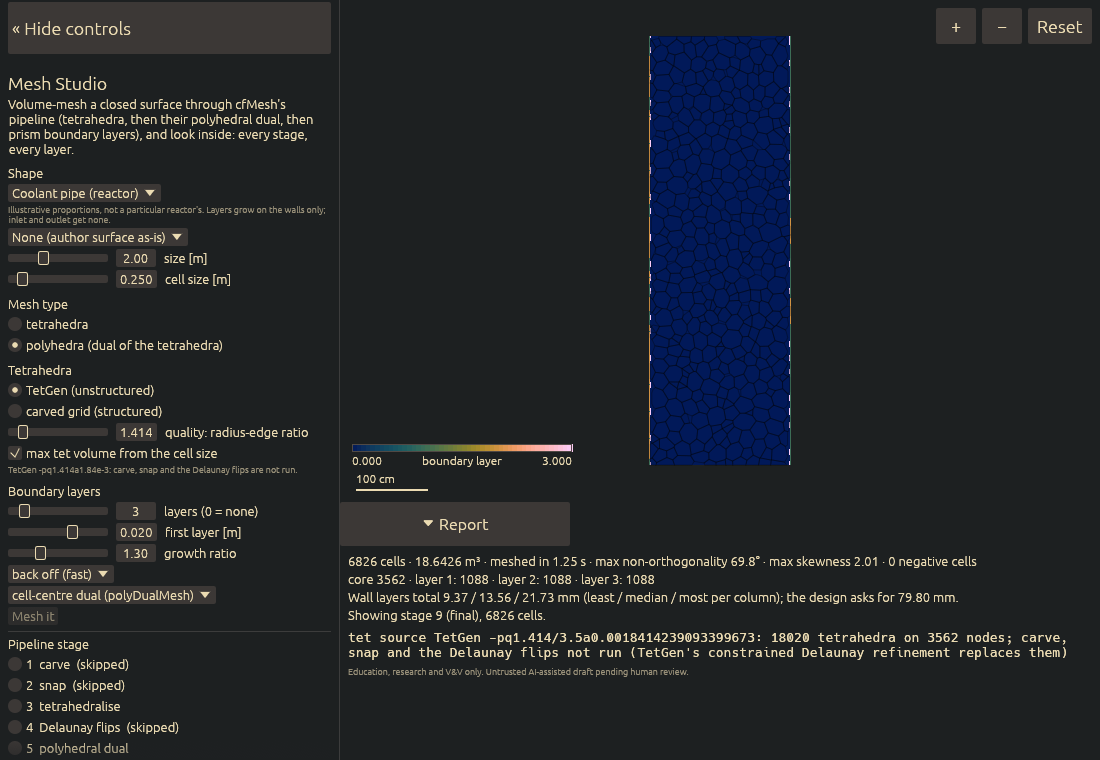 « Hide controls
+
−
Reset
Mesh Studio
Volume-mesh a closed surface through cfMesh's
pipeline (tetrahedra, then their polyhedral dual, then
prism boundary layers), and look inside: every stage,
every layer.
Shape
Coolant pipe (reactor)
Illustrative proportions, not a particular reactor's. Layers grow on the walls only;
inlet and outlet get none.
None (author surface as-is)
2.00 size [m]
0.250 cell size [m]
Mesh type
tetrahedra
polyhedra (dual of the tetrahedra)
Tetrahedra
TetGen (unstructured)
carved grid (structured)
1.414 quality: radius-edge ratio
max tet volume from the cell size
TetGen -pq1.414a1.84e-3: carve, snap and the Delaunay flips are not run.
Boundary layers
3 layers (0 = none)
0.020 first layer [m]
1.30 growth ratio
back off (fast)
cell-centre dual (polyDualMesh)
Mesh it
Pipeline stage
1 carve (skipped)
2 snap (skipped)
3 tetrahedralise
4 Delaunay flips (skipped)
5 polyhedral dual
0.000 boundary layer 3.000
100 cm
Report
6826 cells · 18.6426 m³ · meshed in 1.25 s · max non-orthogonality 69.8° · max skewness 2.01 · 0 negative cells
core 3562 · layer 1: 1088 · layer 2: 1088 · layer 3: 1088
Wall layers total 9.37 / 13.56 / 21.73 mm (least / median / most per column); the design asks for 79.80 mm.
Showing stage 9 (final), 6826 cells.
tet source TetGen -pq1.414/3.5a0.0018414239093399673: 18020 tetrahedra on 3562 nodes; carve,
snap and the Delaunay flips not run (TetGen's constrained Delaunay refinement replaces them)
Education, research and V&V only. Untrusted AI-assisted draft pending human review.